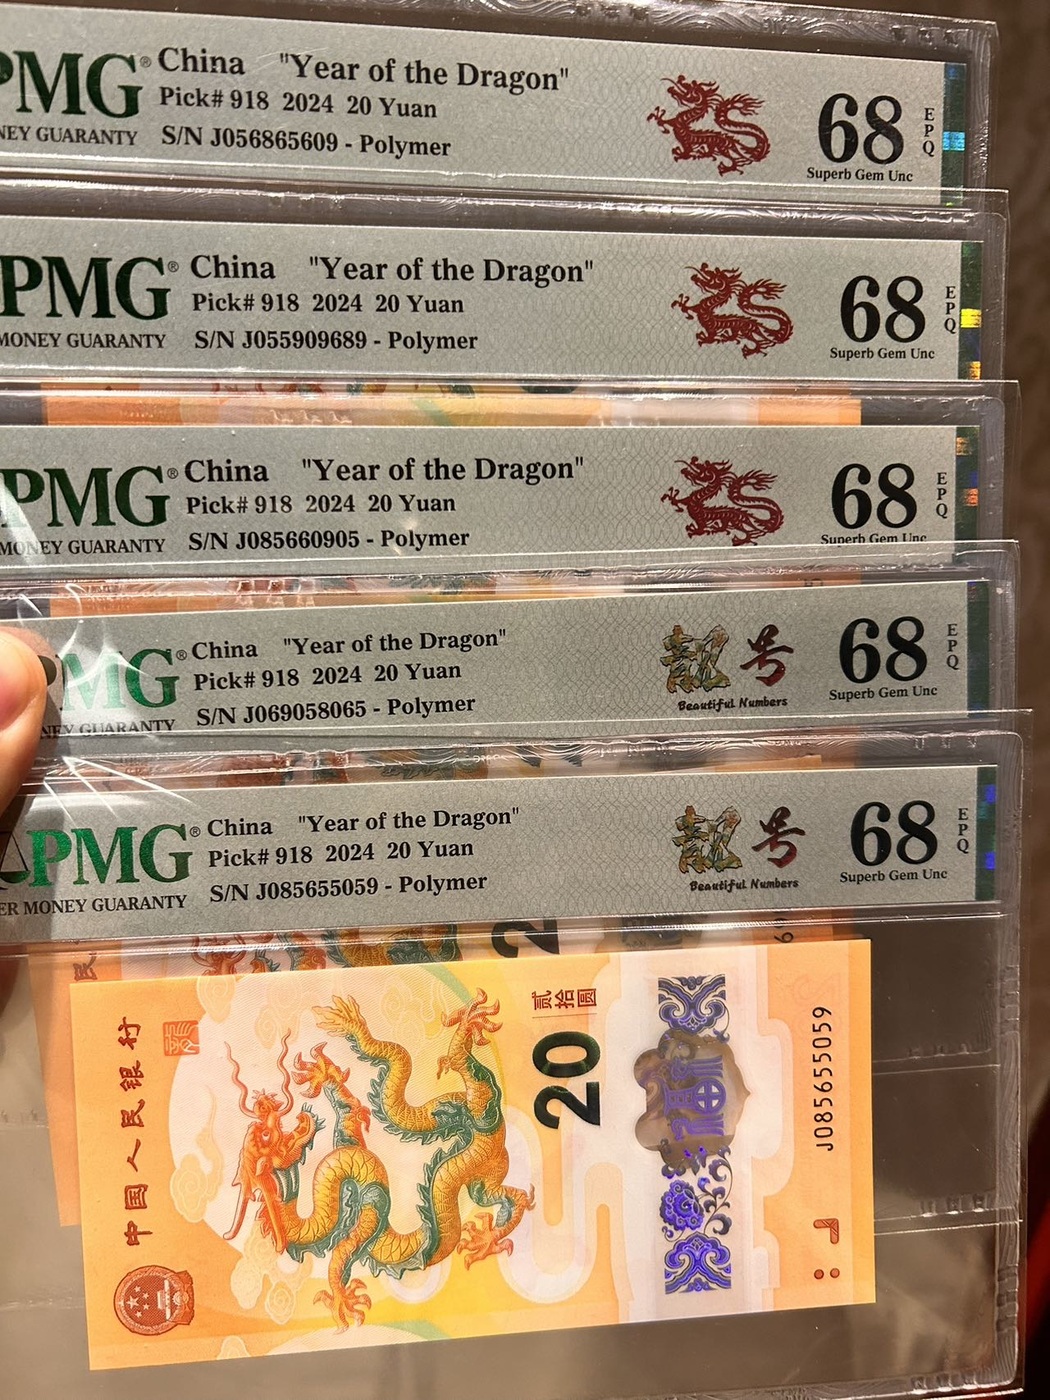 PMG® China "Year of the Dragon"
Pick# 918 2024 20 Yuan
MONEY GUARANTY S/N J056865609 - Polymer
68 EPQ
Superb Gem Unc
PMG® China "Year of the Dragon"
Pick# 918 2024 20 Yuan
MONEY GUARANTY S/N J055909689 - Polymer
68 EPQ
Superb Gem Unc
PMG® China "Year of the Dragon"
Pick# 918 2024 20 Yuan
MONEY GUARANTY S/N J085660905 - Polymer
68 EPQ
Superb Gem Unc
PMG® China "Year of the Dragon"
Pick# 918 2024 20 Yuan
NEY GUARANTY S/N J069058065 - Polymer
靓号
Beautiful Numbers
68 EPQ
Superb Gem Unc
PMG® China "Year of the Dragon"
Pick# 918 2024 20 Yuan
ER MONEY GUARANTY S/N J085655059 - Polymer
靓号
Beautiful Numbers
68 EPQ
Superb Gem Unc
中国人民银行
贰拾圆
20
J085655059